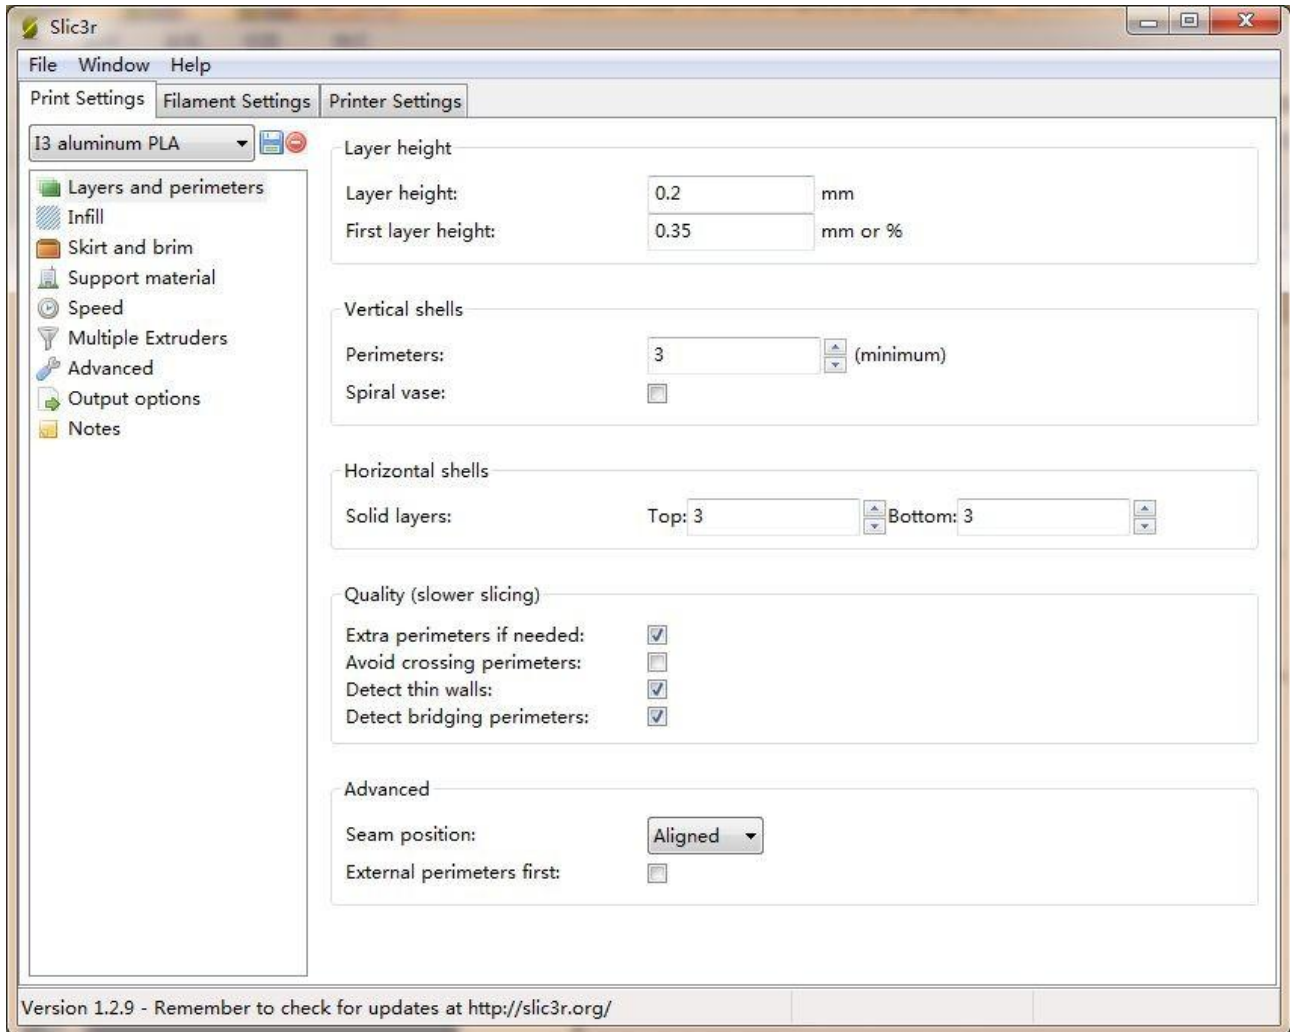 Slic3r
File Window Help
Print Settings Filament Settings Printer Settings
I3 aluminum PLA
Layers and perimeters
Infill
Skirt and brim
Support material
Speed
Multiple Extruders
Advanced
Output options
Notes
Layer height
Layer height: 0.2 mm
First layer height: 0.35 mm or %
Vertical shells
Perimeters: 3 (minimum)
Spiral vase:
Horizontal shells
Solid layers: Top: 3 Bottom: 3
Quality (slower slicing)
Extra perimeters if needed:
Avoid crossing perimeters:
Detect thin walls:
Detect bridging perimeters:
Advanced
Seam position: Aligned
External perimeters first:
Version 1.2.9 - Remember to check for updates at http://slic3r.org/